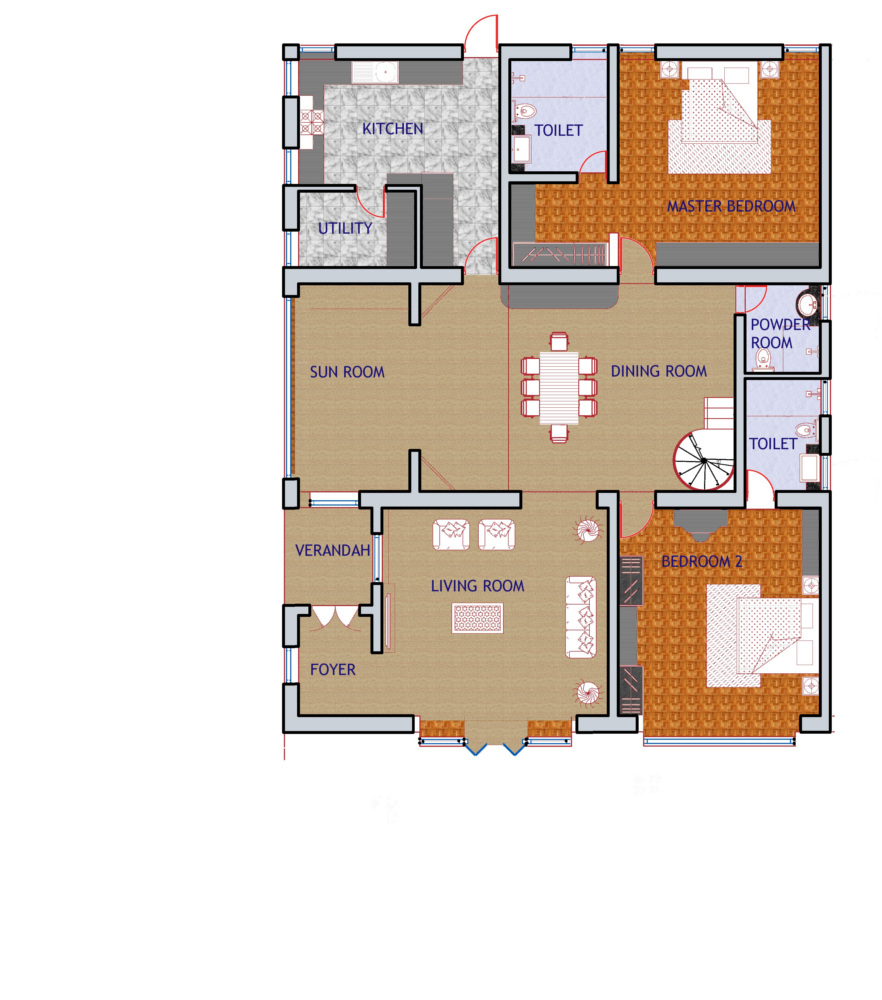 KITCHEN
TOILET
MASTER BEDROOM
UTILITY
POWDER
ROOM
SUN ROOM
DINING ROOM
TOILET
VERANDAH
LIVING ROOM
BEDROOM 2
FOYER